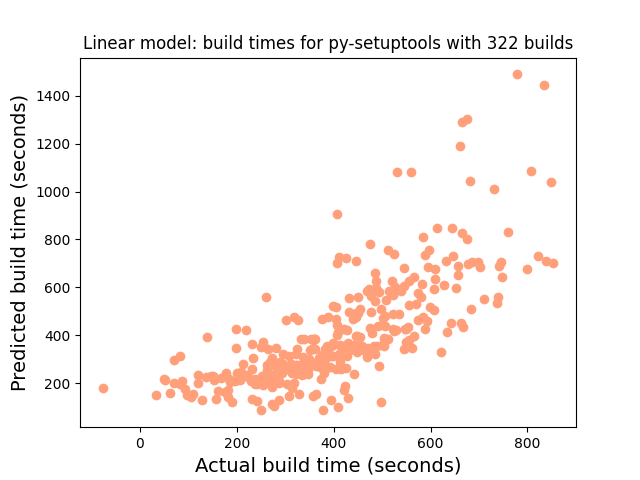 Linear model: build times for py-setuptools with 322 builds
1400
1200
1000
800
600
400
200
Predicted build time (seconds)
0 200 400 600 800
Actual build time (seconds)